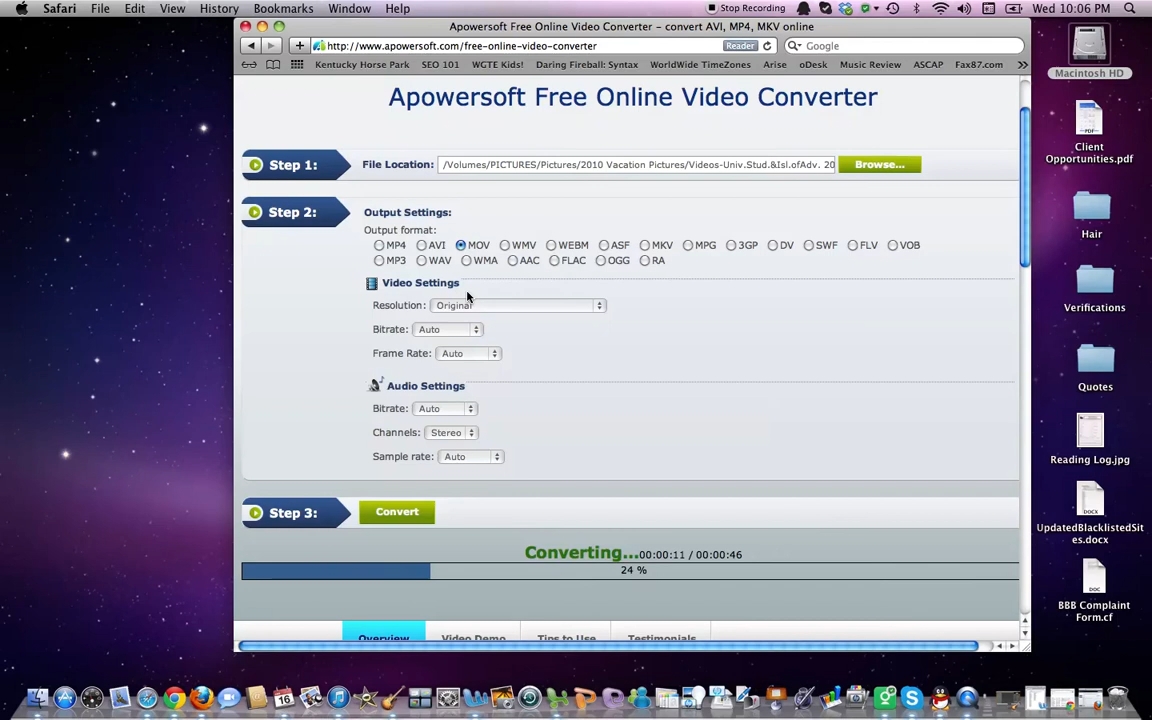 Safari File Edit View History Bookmarks Window Help Stop Recording Wed 10:06 PM
Apowersoft Free Online Video Converter – convert AVI, MP4, MKV online
http://www.apowersoft.com/free-online-video-converter Reader Google
Kentucky Horse Park SEO 101 WGTE Kids! Daring Fireball: Syntax WorldWide TimeZones Arise oDesk Music Review ASCAP Fax87.com
Apowersoft Free Online Video Converter
Step 1: File Location: /Volumes/PICTURES/Pictures/2010 Vacation Pictures/Videos-Univ.Stud.&Isl.ofAdv. 20 Browse...
Step 2: Output Settings:
Output format:
MP4 AVI MOV WMV WEBM ASF MKV MPG 3GP DV SWF FLV VOB
MP3 WAV WMA AAC FLAC OGG RA
Video Settings
Resolution: Original
Bitrate: Auto
Frame Rate: Auto
Audio Settings
Bitrate: Auto
Channels: Stereo
Sample rate: Auto
Step 3: Convert
Converting...00:00:11 / 00:00:46
24 %
Overview Video Demo Tips to Use Testimonials
Macintosh HD
Client
Opportunities.pdf
Hair
Verifications
Quotes
Reading Log.jpg
DOCX
UpdatedBlacklistedSit
es.docx
DOC
BBB Complaint
Form.cf
16